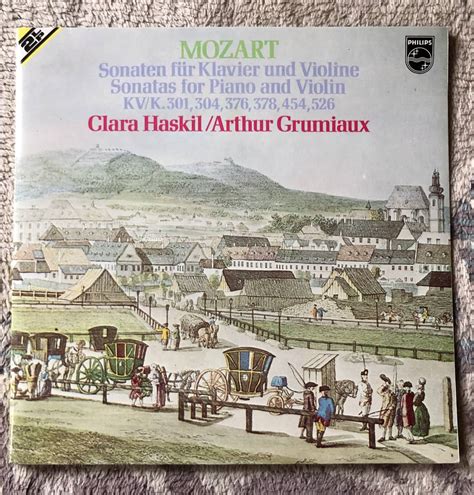 2LP
PHILIPS
MOZART
Sonaten für Klavier und Violine
Sonatas for Piano and Violin
KV/K.301,304,376,378,454,526
Clara Haskil/Arthur Grumiaux